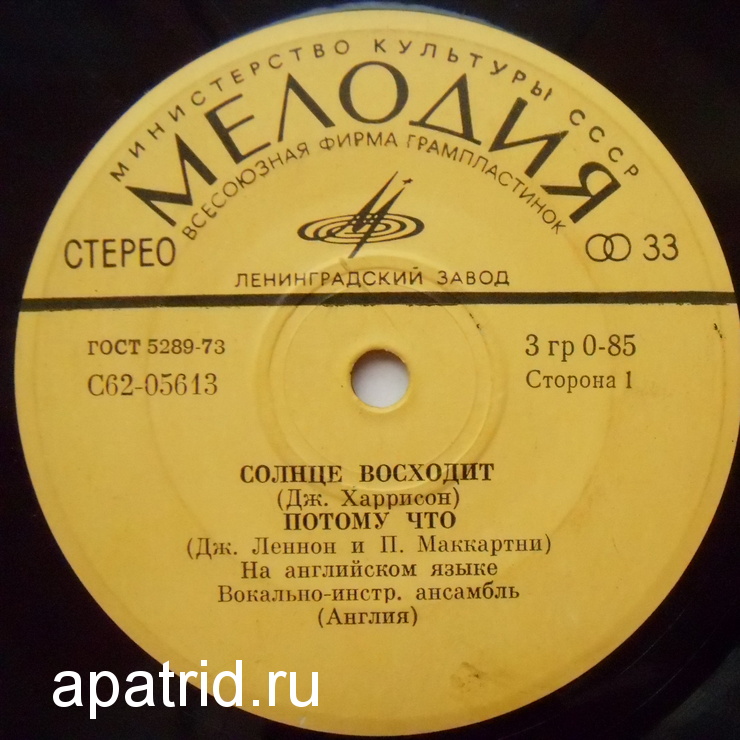 МИНИСТЕРСТВО КУЛЬТУРЫ СССР
МЕЛОДИЯ
ВСЕСОЮЗНАЯ ФИРМА ГРАМПЛАСТИНОК
СТЕРЕО
33
ЛЕНИНГРАДСКИЙ ЗАВОД
ГОСТ 5289-73
3 гр 0-85
С62-05613
Сторона 1
СОЛНЦЕ ВОСХОДИТ
(Дж. Харрисон)
ПОТОМУ ЧТО
(Дж. Леннон и П. Маккартни)
На английском языке
Вокально-инстр. ансамбль
(Англия)
apatrid.ru